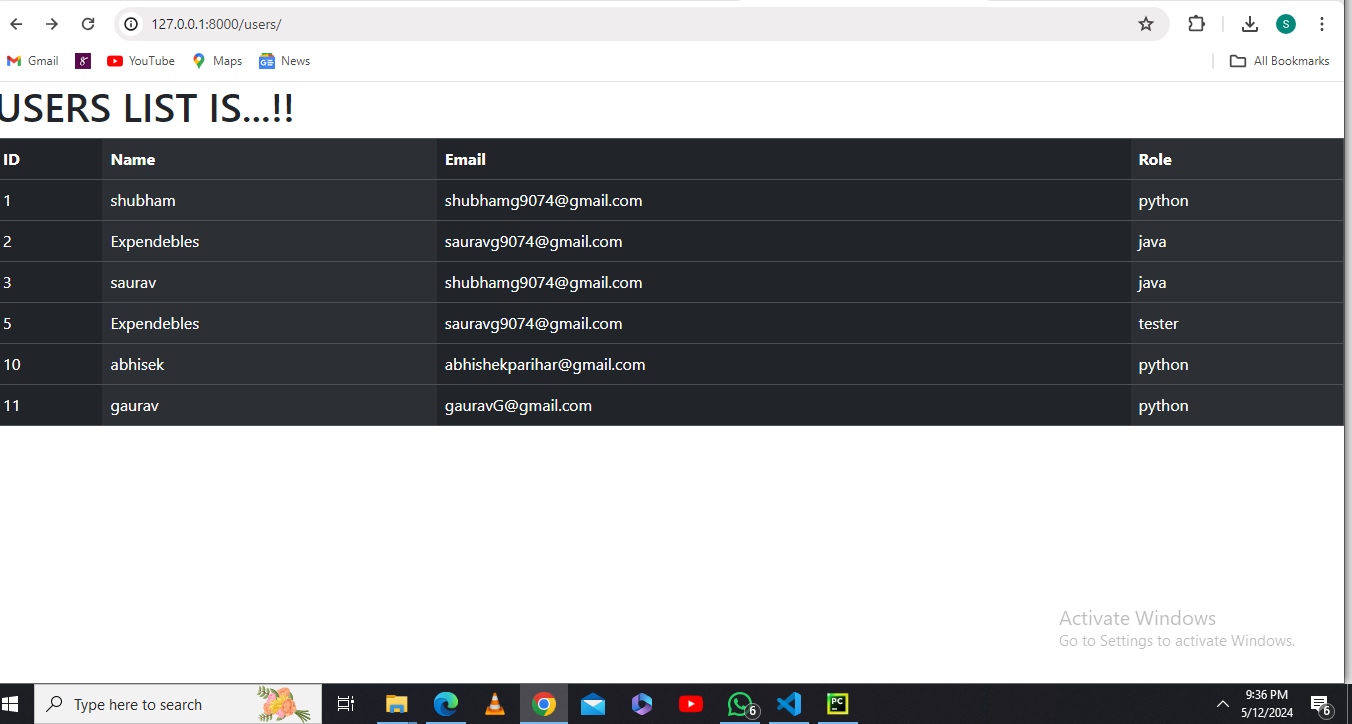 127.0.0.1:8000/users/
S
Gmail YouTube Maps News All Bookmarks
USERS LIST IS...!!
ID Name Email Role
1 shubham shubhamg9074@gmail.com python
2 Expendebles sauravg9074@gmail.com java
3 saurav shubhamg9074@gmail.com java
5 Expendebles sauravg9074@gmail.com tester
10 abhisek abhishekparihar@gmail.com python
11 gaurav gauravG@gmail.com python
Activate Windows
Go to Settings to activate Windows.
Type here to search
PC
6
9:36 PM
5/12/2024
6